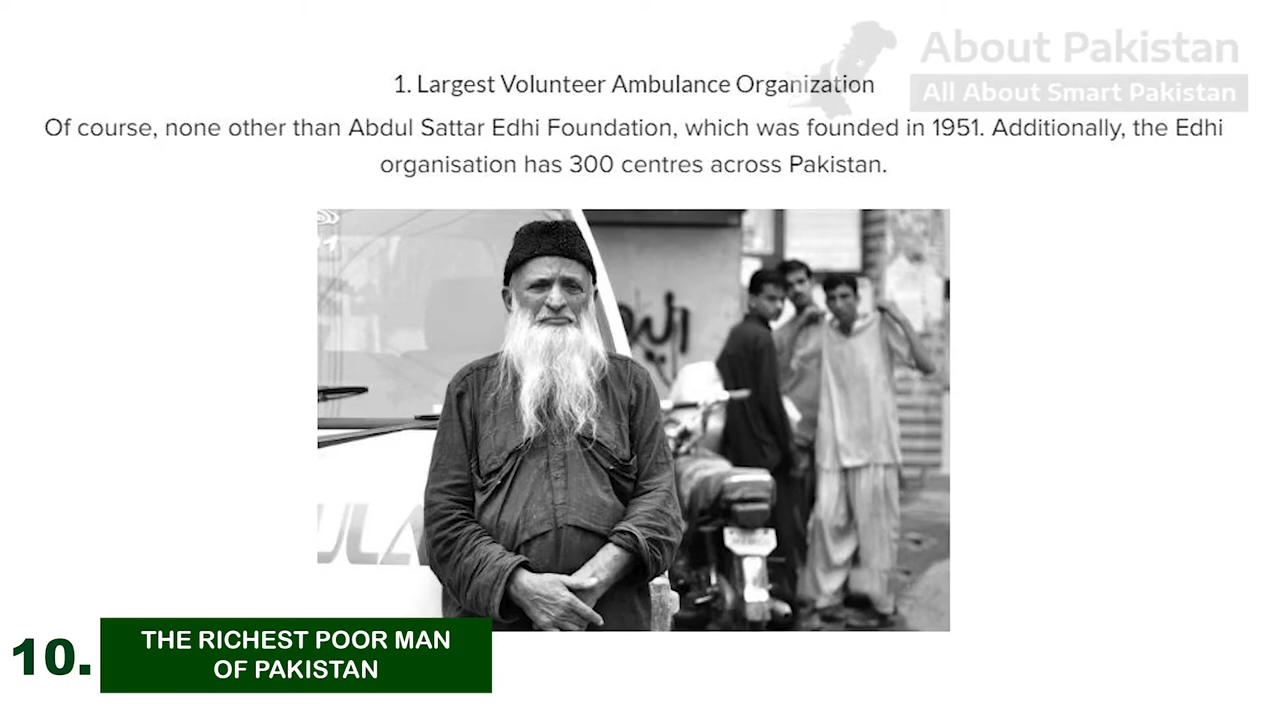 About Pakistan
All About Smart Pakistan
1. Largest Volunteer Ambulance Organization
Of course, none other than Abdul Sattar Edhi Foundation, which was founded in 1951. Additionally, the Edhi
organisation has 300 centres across Pakistan.
ULA
10.
THE RICHEST POOR MAN
OF PAKISTAN